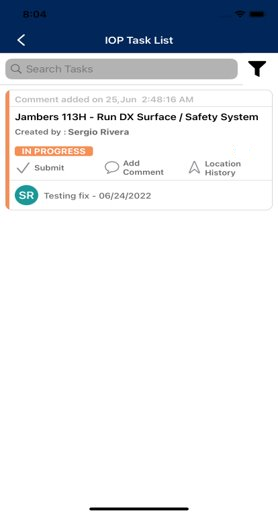 8:04
IOP Task List
Search Tasks
Comment added on 25,Jun 2:48:16 AM
Jambers 113H - Run DX Surface / Safety System
Created by : Sergio Rivera
IN PROGRESS
Submit
Add
Comment
Location
History
SR
Testing fix - 06/24/2022